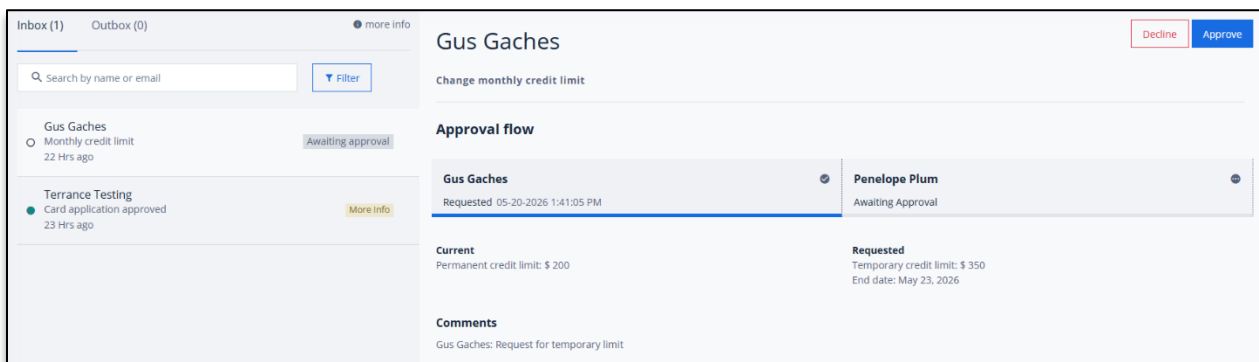 Inbox (1) Outbox (0) more info
Search by name or email Filter
Gus Gaches
Monthly credit limit Awaiting approval
22 Hrs ago
Terrance Testing
Card application approved More Info
23 Hrs ago
Gus Gaches Decline Approve
Change monthly credit limit
Approval flow
Gus Gaches
Requested 05-20-2026 1:41:05 PM
Penelope Plum
Awaiting Approval
Current
Permanent credit limit: $ 200
Requested
Temporary credit limit: $ 350
End date: May 23, 2026
Comments
Gus Gaches: Request for temporary limit